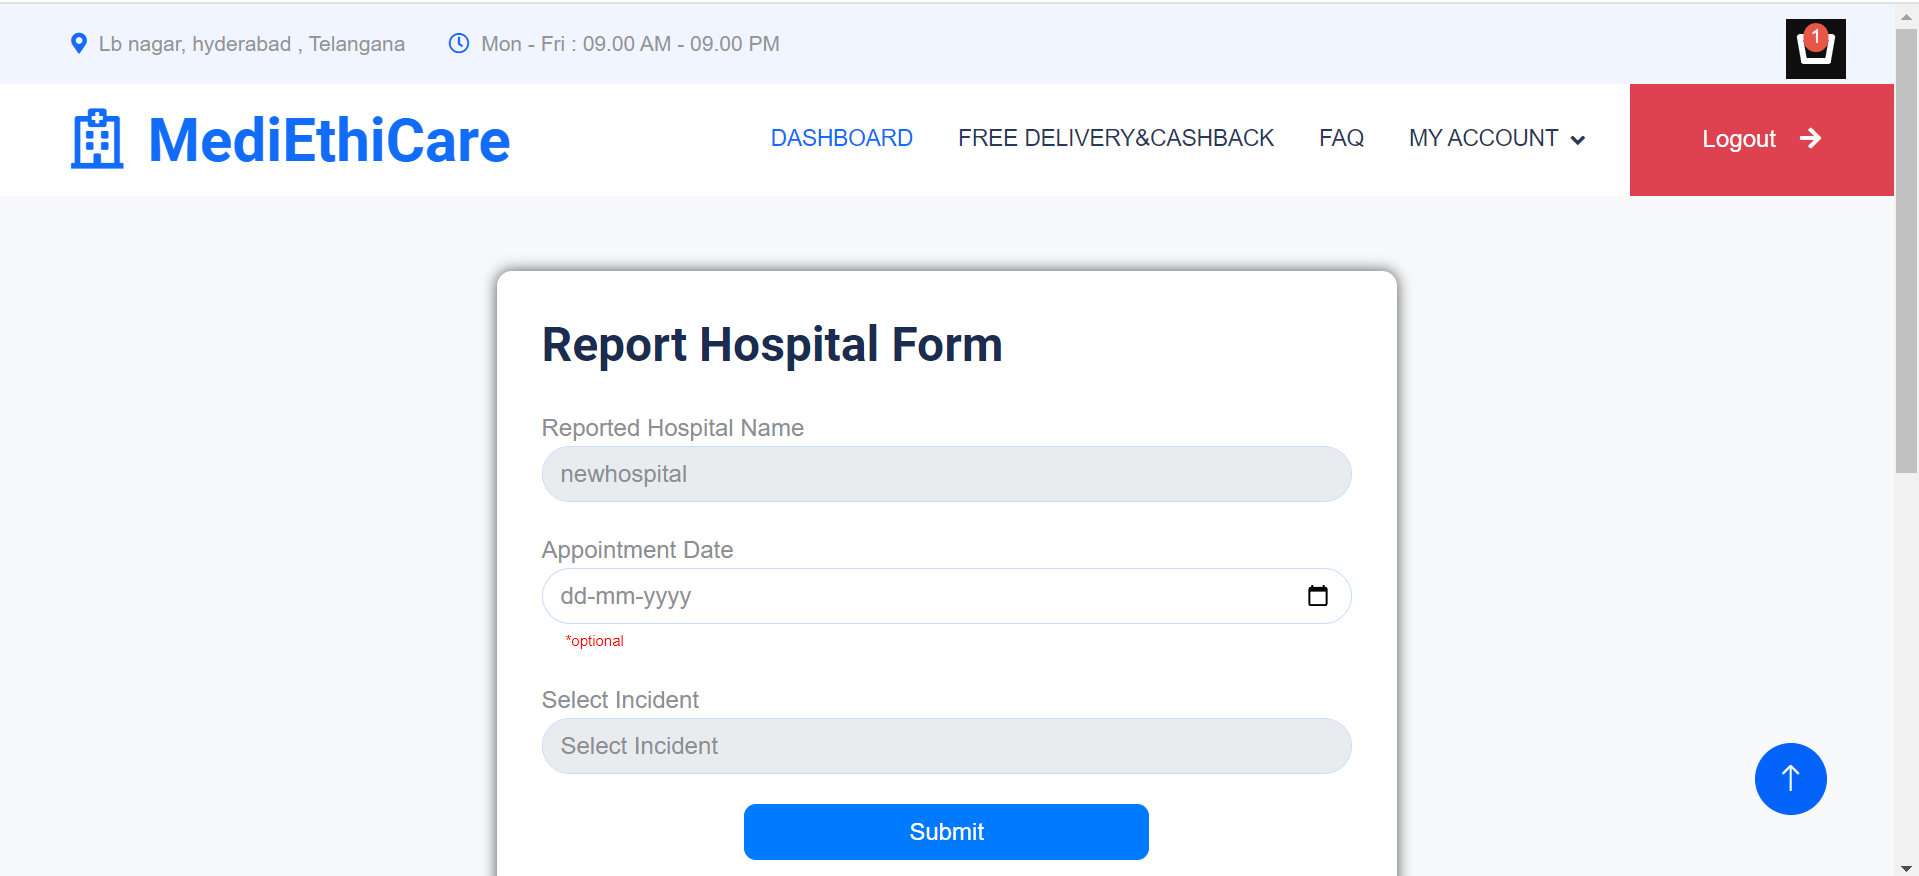 Lb nagar, hyderabad , Telangana
Mon - Fri : 09.00 AM - 09.00 PM
1
MediEthiCare
DASHBOARD
FREE DELIVERY&CASHBACK
FAQ
MY ACCOUNT
Logout
Report Hospital Form
Reported Hospital Name
newhospital
Appointment Date
dd-mm-yyyy
*optional
Select Incident
Select Incident
Submit